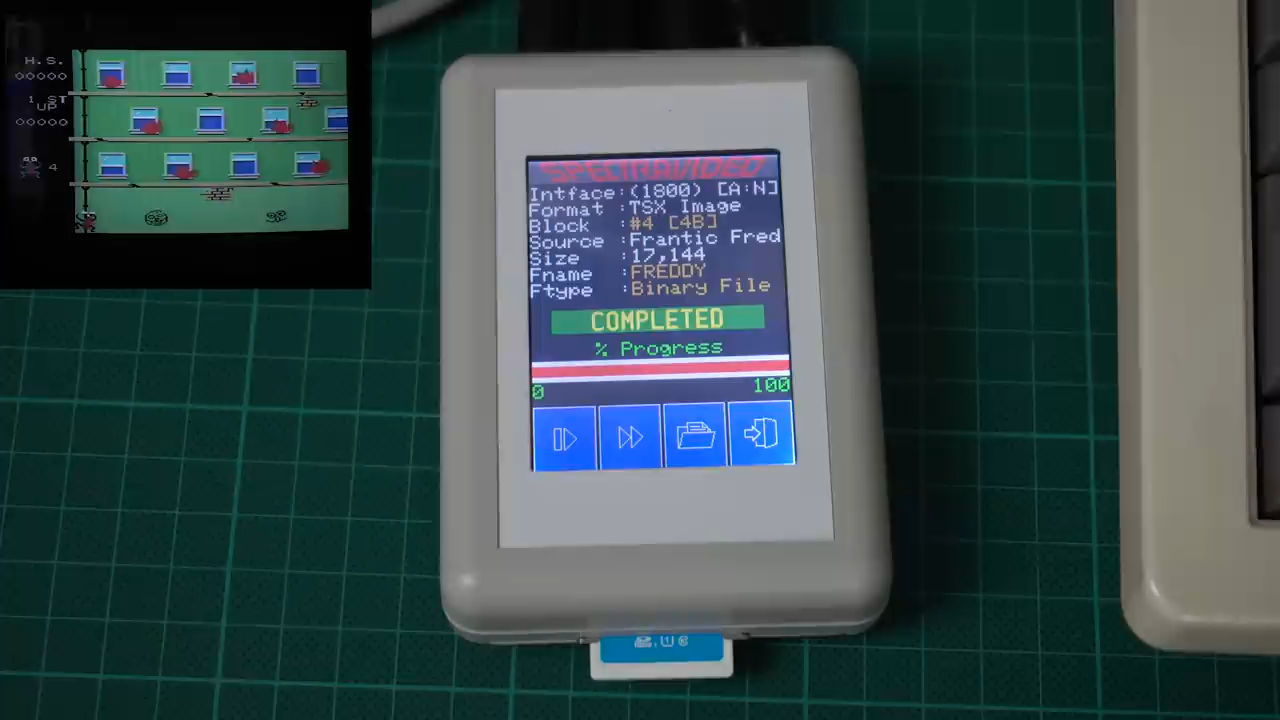 H.S.
00000
1 ST
UP
00000
4
SPECTRAVIDEO
Intface:(1800) [A:N]
Format :TSX Image
Block :#4 [4B]
Source :Frantic Fred
Size :17,144
Fname :FREDDY
Ftype :Binary File
COMPLETED
% Progress
0 100